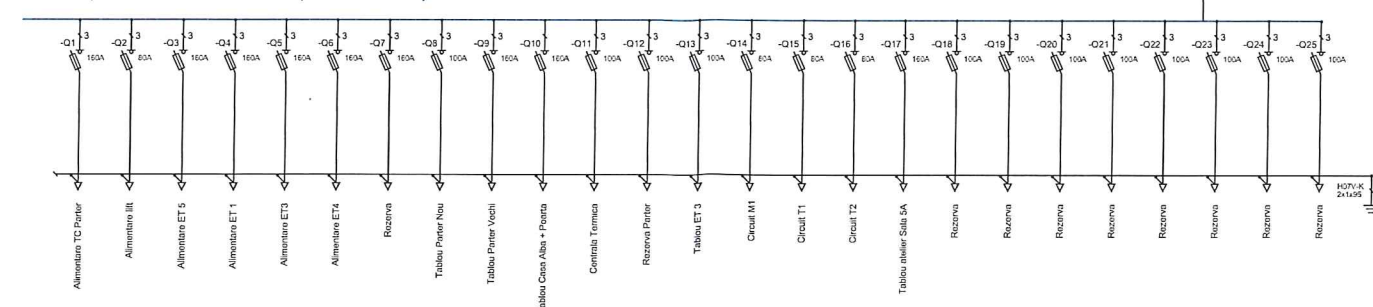 -Q1 3 160A
-Q2 3 80A
-Q3 3 160A
-Q4 3 160A
-Q5 3 160A
-Q6 3 160A
-Q7 3 160A
-Q8 3 100A
-Q9 3 160A
-Q10 3 160A
-Q11 3 100A
-Q12 3 100A
-Q13 3 100A
-Q14 3 80A
-Q15 3 80A
-Q16 3 80A
-Q17 3 160A
-Q18 3 100A
-Q19 3 100A
-Q20 3 100A
-Q21 3 100A
-Q22 3 100A
-Q23 3 100A
-Q24 3 100A
-Q25 3 100A
H07V-K
2x1x95
Alimentare TC Parter
Alimentare lift
Alimentare ET 5
Alimentare ET 1
Alimentare ET3
Alimentare ET4
Rezerva
Tablou Parter Nou
Tablou Parter Vechi
Tablou Casa Alba + Poarta
Centrala Termica
Rezerva Parter
Tablou ET 3
Circuit M1
Circuit T1
Circuit T2
Tablou atelier Sala 5A
Rezerva
Rezerva
Rezerva
Rezerva
Rezerva
Rezerva
Rezerva
Rezerva